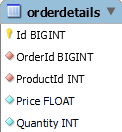 orderdetails
Id BIGINT
OrderId BIGINT
ProductId INT
Price FLOAT
Quantity INT